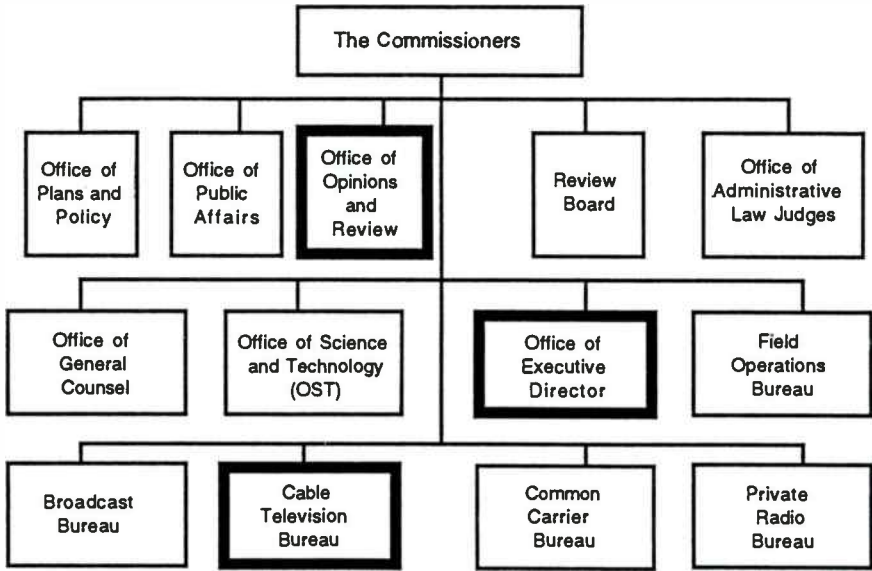 The Commissioners
Office of
Plans and
Policy
Office of
Public
Affairs
Office of
Opinions
and
Review
Review
Board
Office of
Administrative
Law Judges
Office of
General
Counsel
Office of Science
and Technology
(OST)
Office of
Executive
Director
Field
Operations
Bureau
Broadcast
Bureau
Cable
Television
Bureau
Common
Carrier
Bureau
Private
Radio
Bureau